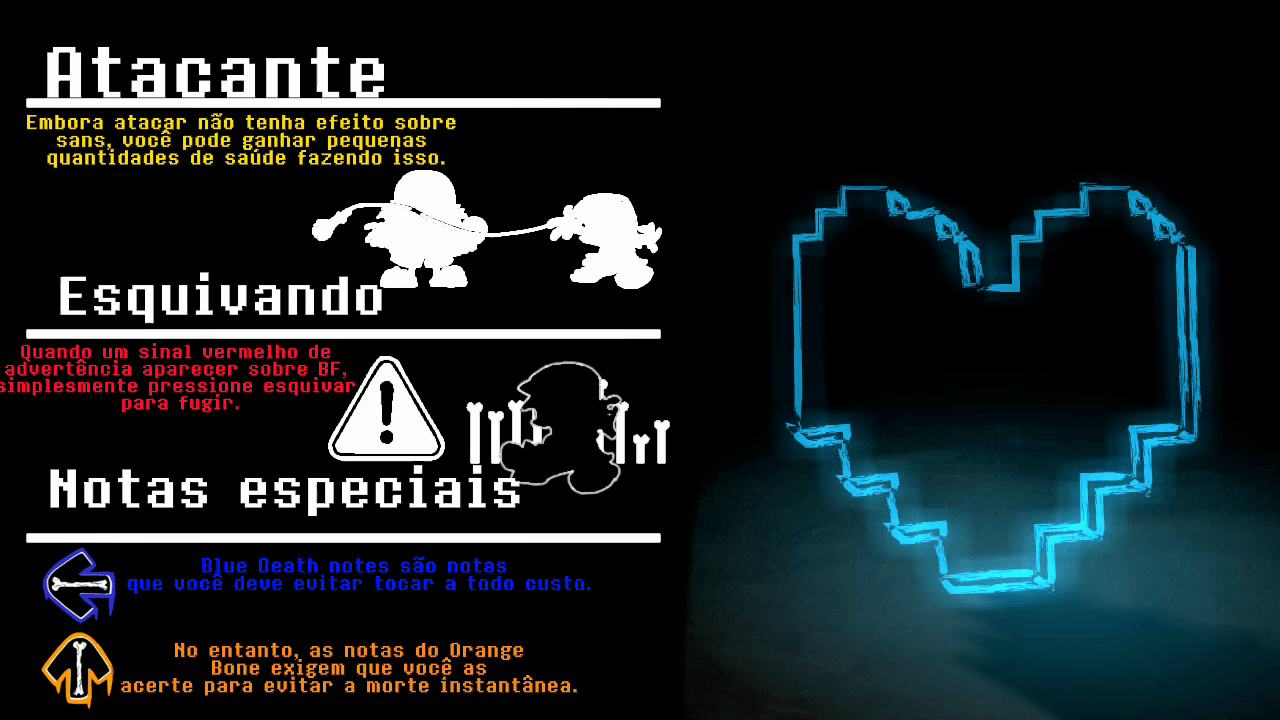 Atacante
Embora atacar não tenha efeito sobre
sans, você pode ganhar pequenas
quantidades de saúde fazendo isso.
Esquivando
Quando um sinal vermelho de
advertência aparecer sobre BF,
simplesmente pressione esquivar
para fugir.
Notas especiais
Blue Death notes são notas
que você deve evitar tocar a todo custo.
No entanto, as notas do Orange
Bone exigem que você as
acerte para evitar a morte instantânea.